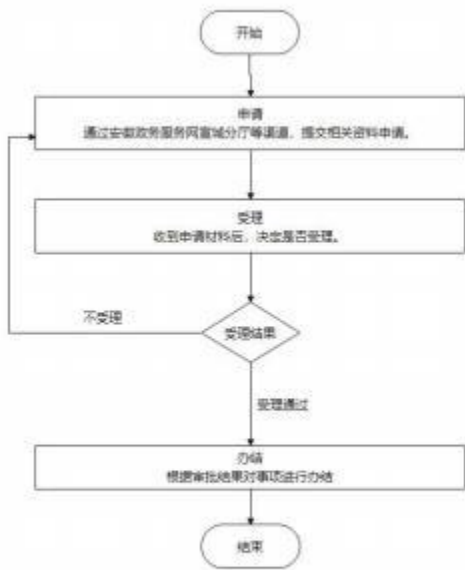 开始
申请
通过安徽政务服务网宣城分厅等渠道，提交相关资料申请。
受理
收到申请材料后，决定是否受理。
不受理
受理结果
受理通过
办结
根据审批结果对事项进行办结
结束